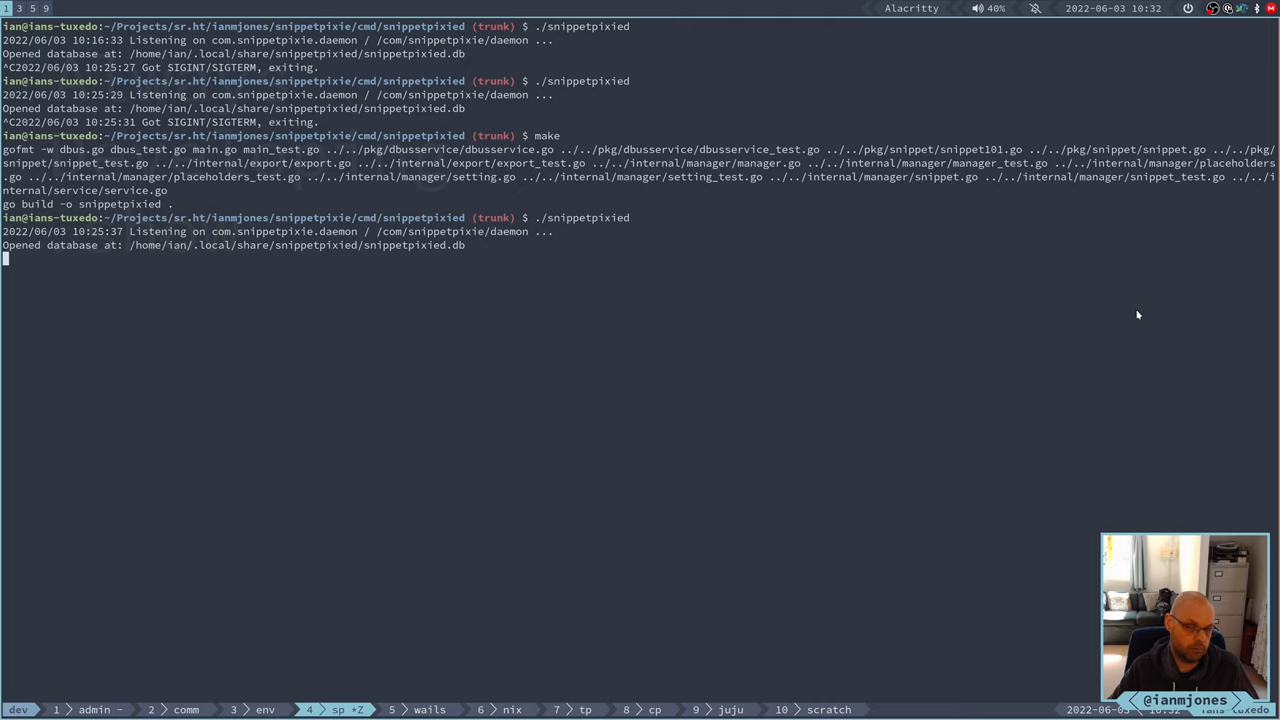 1 3 5 9 Alacritty 40% 2022-06-03 10:32
ian@ians-tuxedo:~/Projects/sr.ht/ianmjones/snippetpixie/cmd/snippetpixied (trunk) $ ./snippetpixied
2022/06/03 10:16:33 Listening on com.snippetpixie.daemon / /com/snippetpixie/daemon ...
Opened database at: /home/ian/.local/share/snippetpixied/snippetpixied.db
^C2022/06/03 10:25:27 Got SIGINT/SIGTERM, exiting.
ian@ians-tuxedo:~/Projects/sr.ht/ianmjones/snippetpixie/cmd/snippetpixied (trunk) $ ./snippetpixied
2022/06/03 10:25:29 Listening on com.snippetpixie.daemon / /com/snippetpixie/daemon ...
Opened database at: /home/ian/.local/share/snippetpixied/snippetpixied.db
^C2022/06/03 10:25:31 Got SIGINT/SIGTERM, exiting.
ian@ians-tuxedo:~/Projects/sr.ht/ianmjones/snippetpixie/cmd/snippetpixied (trunk) $ make
gofmt -w dbus.go dbus_test.go main.go main_test.go ../../pkg/dbusservice/dbusservice.go ../../pkg/dbusservice/dbusservice_test.go ../../pkg/snippet/snippet101.go ../../pkg/snippet/snippet.go ../../pkg/
snippet/snippet_test.go ../../internal/export/export.go ../../internal/export/export_test.go ../../internal/manager/manager.go ../../internal/manager/manager_test.go ../../internal/manager/placeholders
.go ../../internal/manager/placeholders_test.go ../../internal/manager/setting.go ../../internal/manager/setting_test.go ../../internal/manager/snippet.go ../../internal/manager/snippet_test.go ../../i
nternal/service/service.go
go build -o snippetpixied .
ian@ians-tuxedo:~/Projects/sr.ht/ianmjones/snippetpixie/cmd/snippetpixied (trunk) $ ./snippetpixied
2022/06/03 10:25:37 Listening on com.snippetpixie.daemon / /com/snippetpixie/daemon ...
Opened database at: /home/ian/.local/share/snippetpixied/snippetpixied.db
@ianmjones
dev 1 admin - 2 comm 3 env 4 sp *Z 5 wails 6 nix 7 tp 8 cp 9 juju 10 scratch 2022-06-03